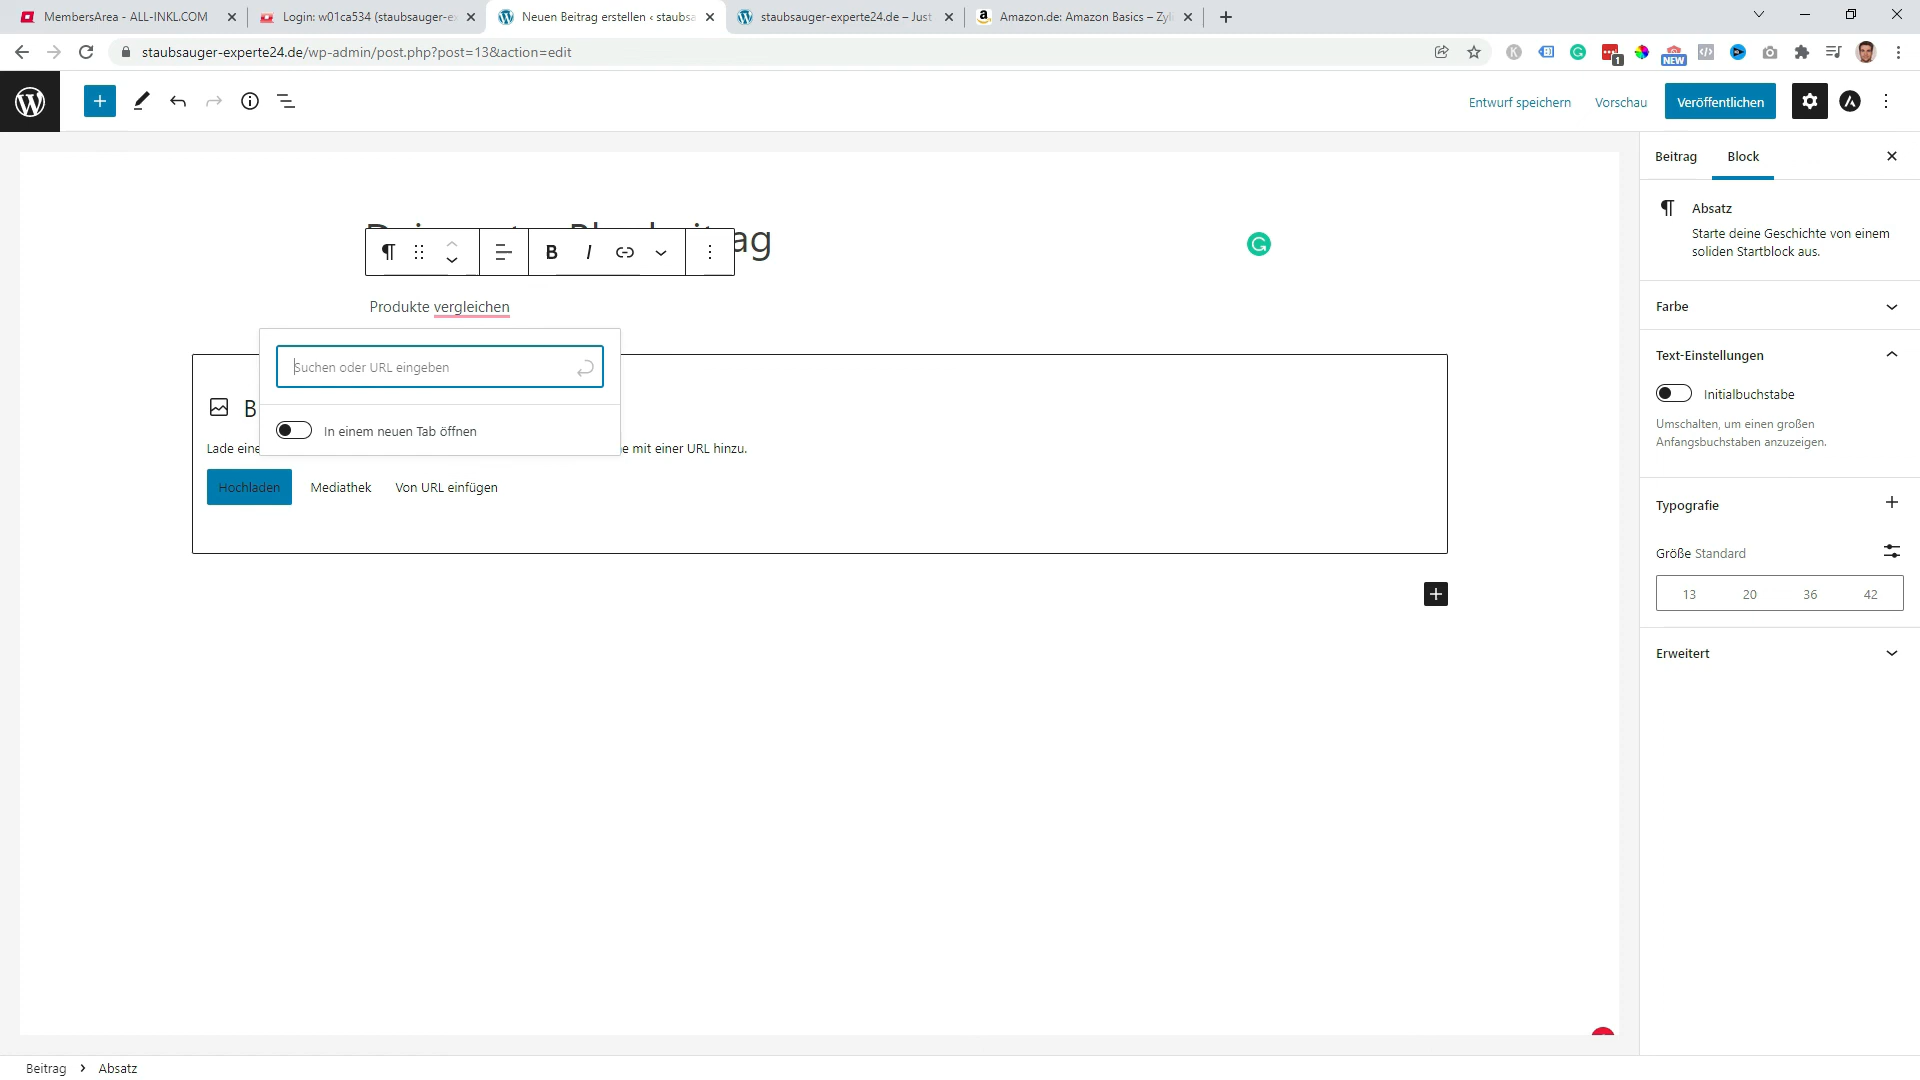 MembersArea - ALL-INKL.COM
Login: w01ca534 (staubsauger-e
Neuen Beitrag erstellen ‹ staubsa
staubsauger-experte24.de – Just
Amazon.de: Amazon Basics – Zyl
staubsauger-experte24.de/wp-admin/post.php?post=13&action=edit
1
NEW
Entwurf speichern
Vorschau
Veröffentlichen
Beitrag
Block
Absatz
Starte deine Geschichte von einem
soliden Startblock aus.
Farbe
Text-Einstellungen
Initialbuchstabe
Umschalten, um einen großen
Anfangsbuchstaben anzuzeigen.
Typografie
Größe Standard
13 20 36 42
Erweitert
ag
B I
Produkte vergleichen
Suchen oder URL eingeben
In einem neuen Tab öffnen
B
Lade eine
e mit einer URL hinzu.
Hochladen
Mediathek
Von URL einfügen
Beitrag
Absatz